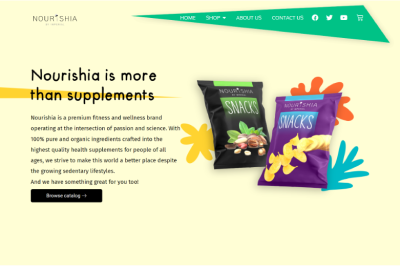 NOURISHIA
HOME SHOP ABOUT US CONTACT US
Nourishia is more
than supplements
Nourishia is a premium fitness and wellness brand
operating at the intersection of passion and science. With
100% pure and organic ingredients crafted into the
highest quality health supplements for people of all
ages, we strive to make this world a better place despite
the growing sedentary lifestyles.
And we have something great for you too!
Browse catalog →
NOURISHIA
SNACKS
NOURISHIA
SNACKS